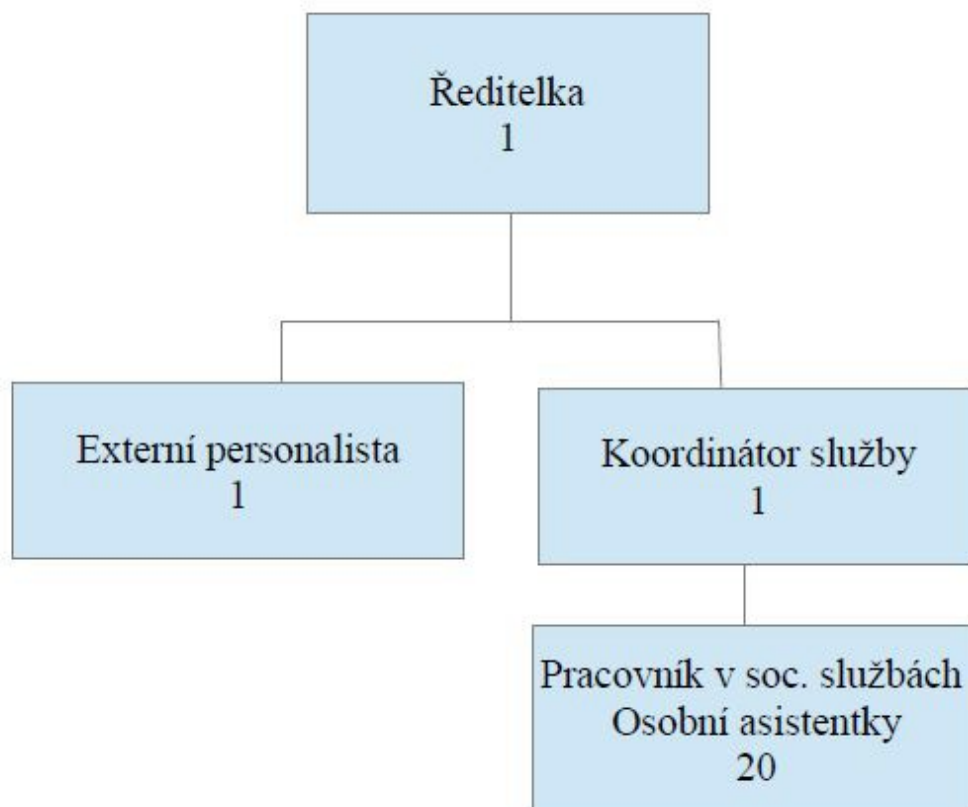 Ředitelka
1
Externí personalista
1
Koordinátor služby
1
Pracovník v soc. službách
Osobní asistentky
20